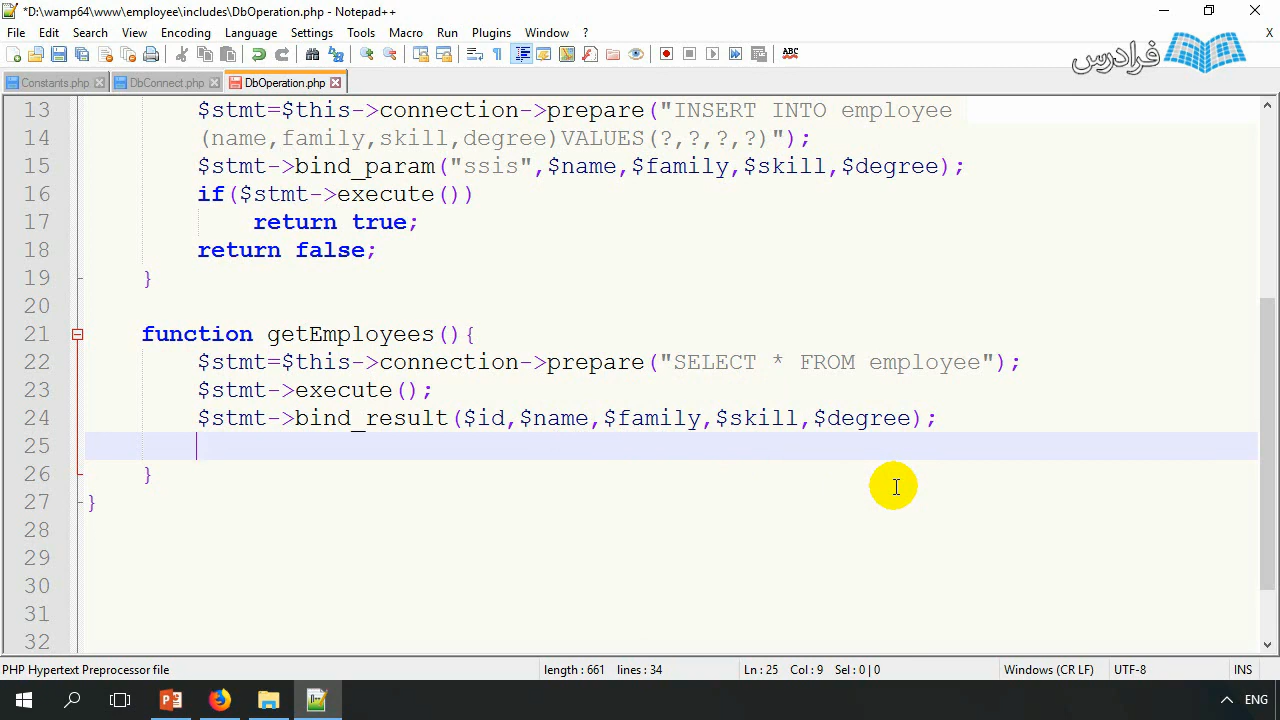 *D:\wamp64\www\employee\includes\DbOperation.php - Notepad++
File Edit Search View Encoding Language Settings Tools Macro Run Plugins Window ? X
فرادرس
Constants.php DbConnect.php DbOperation.php
13 $stmt=$this->connection->prepare("INSERT INTO employee
14 (name,family,skill,degree)VALUES(?,?,?,?)");
15 $stmt->bind_param("ssis",$name,$family,$skill,$degree);
16 if($stmt->execute())
17 return true;
18 return false;
19 }
20
21 function getEmployees(){
22 $stmt=$this->connection->prepare("SELECT * FROM employee");
23 $stmt->execute();
24 $stmt->bind_result($id,$name,$family,$skill,$degree);
25
26 }
27 }
28
29
30
31
32
PHP Hypertext Preprocessor file length : 661 lines : 34 Ln : 25 Col : 9 Sel : 0 | 0 Windows (CR LF) UTF-8 INS
ENG